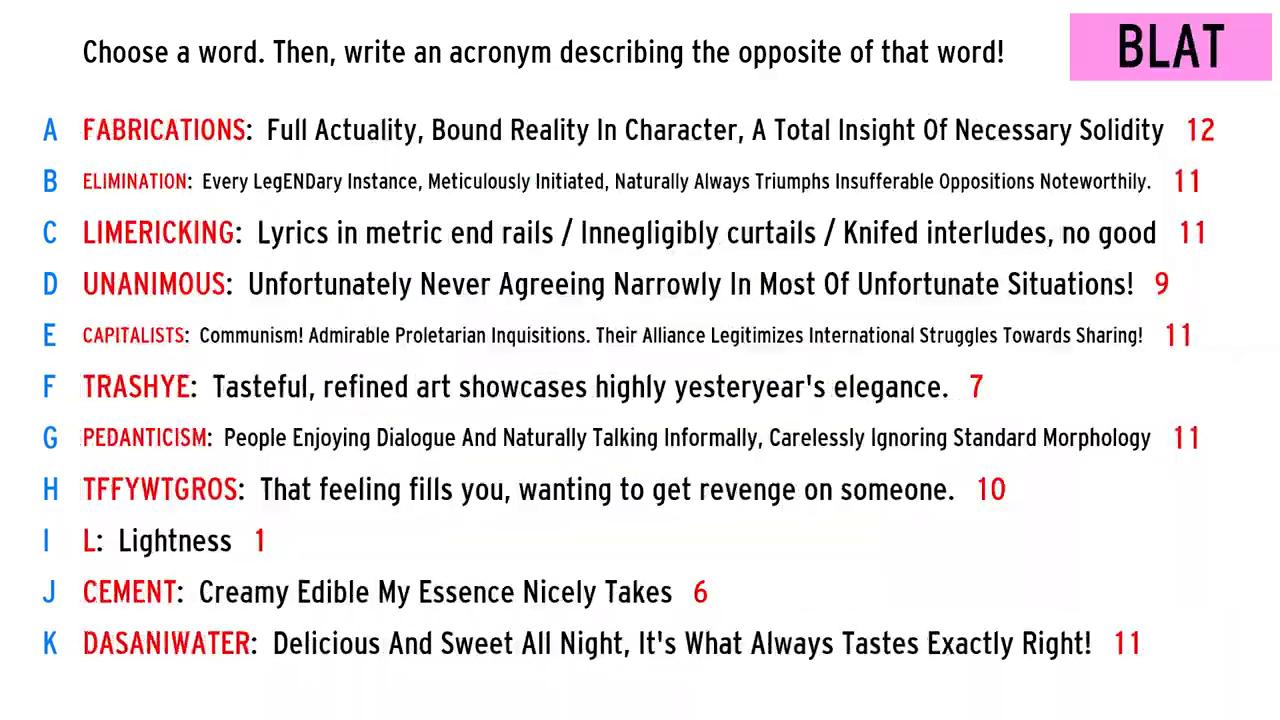 Choose a word. Then, write an acronym describing the opposite of that word!
BLAT
A FABRICATIONS: Full Actuality, Bound Reality In Character, A Total Insight Of Necessary Solidity 12
B ELIMINATION: Every LegENDary Instance, Meticulously Initiated, Naturally Always Triumphs Insufferable Oppositions Noteworthily. 11
C LIMERICKING: Lyrics in metric end rails / Innegligibly curtails / Knifed interludes, no good 11
D UNANIMOUS: Unfortunately Never Agreeing Narrowly In Most Of Unfortunate Situations! 9
E CAPITALISTS: Communism! Admirable Proletarian Inquisitions. Their Alliance Legitimizes International Struggles Towards Sharing! 11
F TRASHYE: Tasteful, refined art showcases highly yesteryear's elegance. 7
G PEDANTICISM: People Enjoying Dialogue And Naturally Talking Informally, Carelessly Ignoring Standard Morphology 11
H TFFYWTGROS: That feeling fills you, wanting to get revenge on someone. 10
I L: Lightness 1
J CEMENT: Creamy Edible My Essence Nicely Takes 6
K DASANIWATER: Delicious And Sweet All Night, It's What Always Tastes Exactly Right! 11